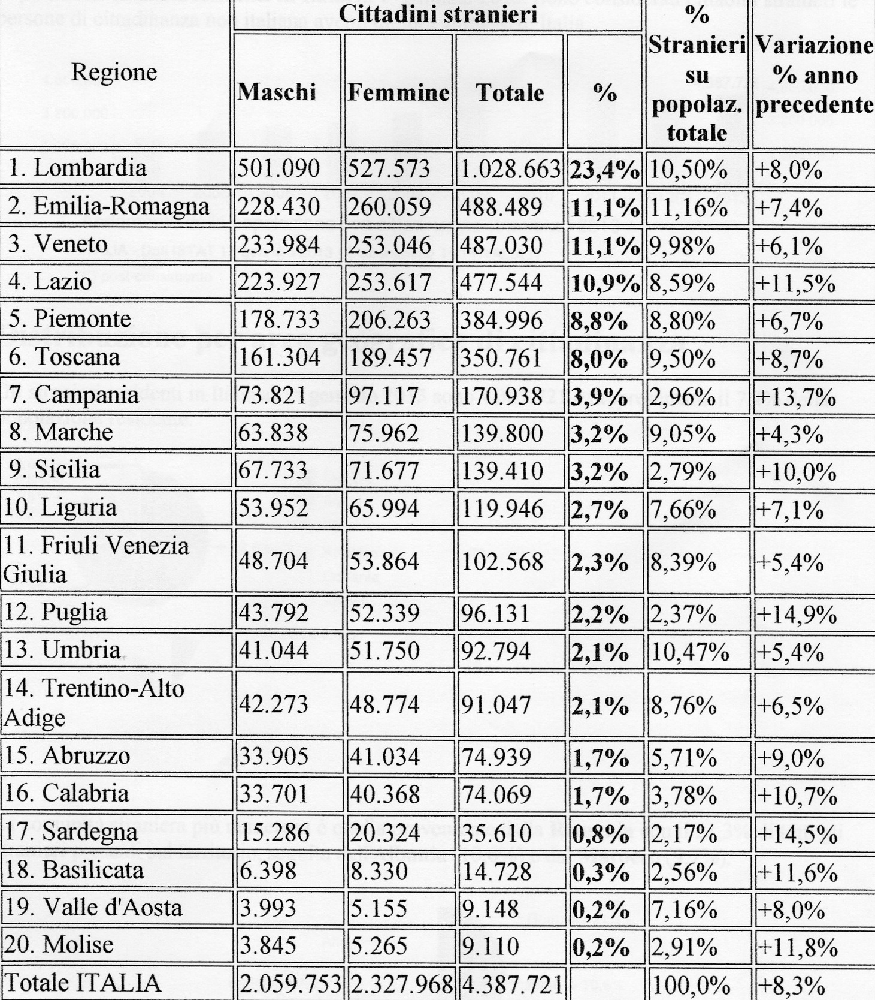 Cittadini stranieri
%
Stranieri
su
popolaz.
totale
Variazione
% anno
precedente
Regione
Maschi Femmine Totale %
1. Lombardia 501.090 527.573 1.028.663 23,4% 10,50% +8,0%
2. Emilia-Romagna 228.430 260.059 488.489 11,1% 11,16% +7,4%
3. Veneto 233.984 253.046 487.030 11,1% 9,98% +6,1%
4. Lazio 223.927 253.617 477.544 10,9% 8,59% +11,5%
5. Piemonte 178.733 206.263 384.996 8,8% 8,80% +6,7%
6. Toscana 161.304 189.457 350.761 8,0% 9,50% +8,7%
7. Campania 73.821 97.117 170.938 3,9% 2,96% +13,7%
8. Marche 63.838 75.962 139.800 3,2% 9,05% +4,3%
9. Sicilia 67.733 71.677 139.410 3,2% 2,79% +10,0%
10. Liguria 53.952 65.994 119.946 2,7% 7,66% +7,1%
11. Friuli Venezia
Giulia 48.704 53.864 102.568 2,3% 8,39% +5,4%
12. Puglia 43.792 52.339 96.131 2,2% 2,37% +14,9%
13. Umbria 41.044 51.750 92.794 2,1% 10,47% +5,4%
14. Trentino-Alto
Adige 42.273 48.774 91.047 2,1% 8,76% +6,5%
15. Abruzzo 33.905 41.034 74.939 1,7% 5,71% +9,0%
16. Calabria 33.701 40.368 74.069 1,7% 3,78% +10,7%
17. Sardegna 15.286 20.324 35.610 0,8% 2,17% +14,5%
18. Basilicata 6.398 8.330 14.728 0,3% 2,56% +11,6%
19. Valle d'Aosta 3.993 5.155 9.148 0,2% 7,16% +8,0%
20. Molise 3.845 5.265 9.110 0,2% 2,91% +11,8%
Totale ITALIA 2.059.753 2.327.968 4.387.721 100,0% +8,3%